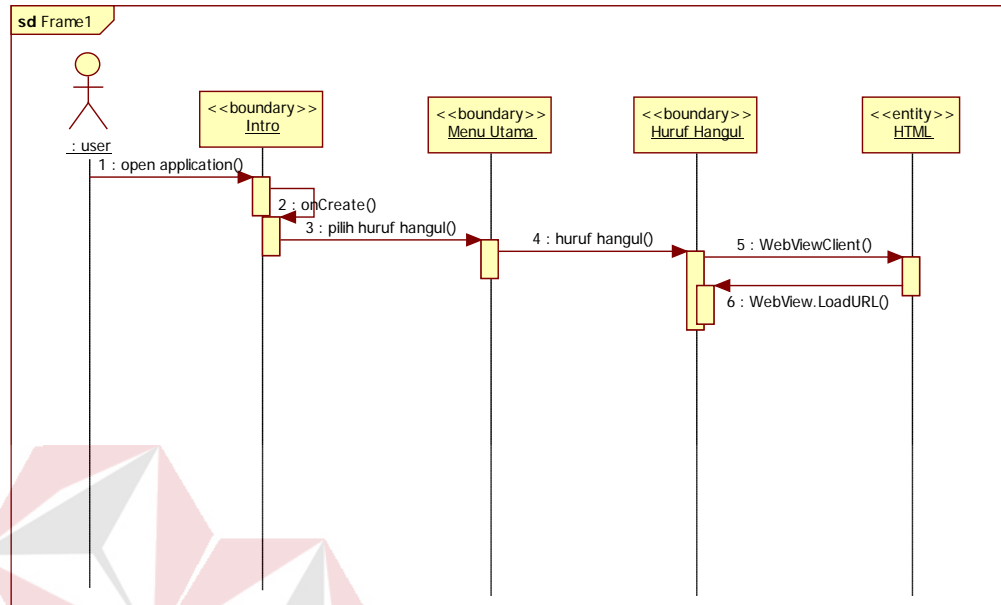 sd Frame1
: user
<<boundary>>
Intro
<<boundary>>
Menu Utama
<<boundary>>
Huruf Hangul
<<entity>>
HTML
1 : open application()
2 : onCreate()
3 : pilih huruf hangul()
4 : huruf hangul()
5 : WebViewClient()
6 : WebView.LoadURL()